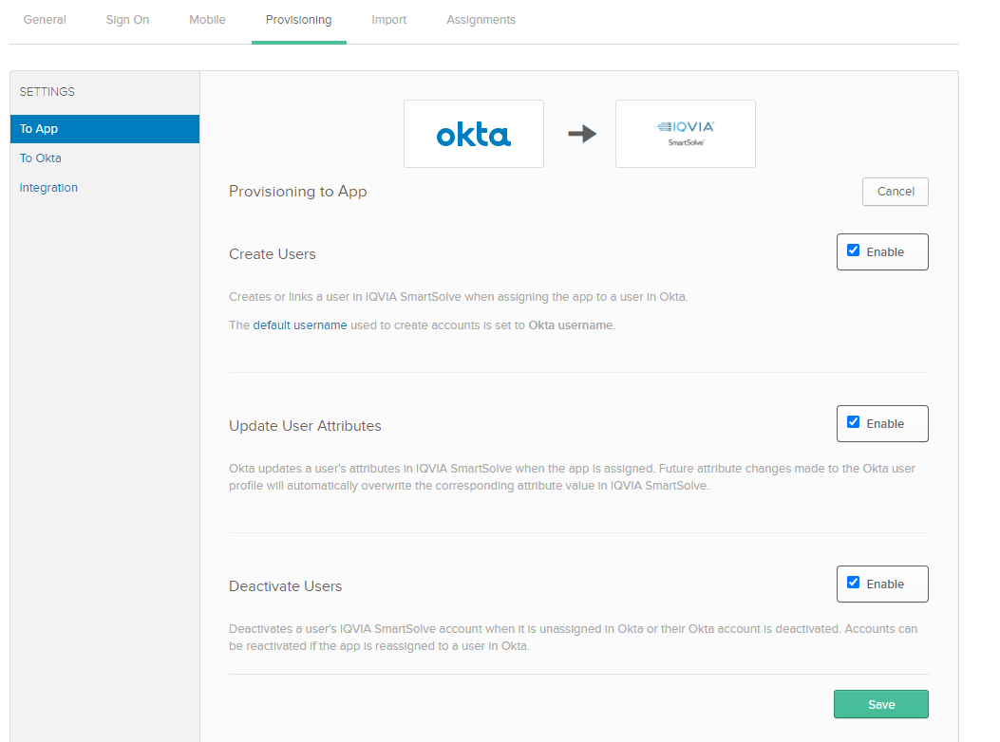 General Sign On Mobile Provisioning Import Assignments
SETTINGS
To App
To Okta
Integration
okta
IQVIA
SmartSolve
Provisioning to App
Cancel
Create Users
Enable
Creates or links a user in IQVIA SmartSolve when assigning the app to a user in Okta.
The default username used to create accounts is set to Okta username.
Update User Attributes
Enable
Okta updates a user's attributes in IQVIA SmartSolve when the app is assigned. Future attribute changes made to the Okta user
profile will automatically overwrite the corresponding attribute value in IQVIA SmartSolve.
Deactivate Users
Enable
Deactivates a user's IQVIA SmartSolve account when it is unassigned in Okta or their Okta account is deactivated. Accounts can
be reactivated if the app is reassigned to a user in Okta.
Save